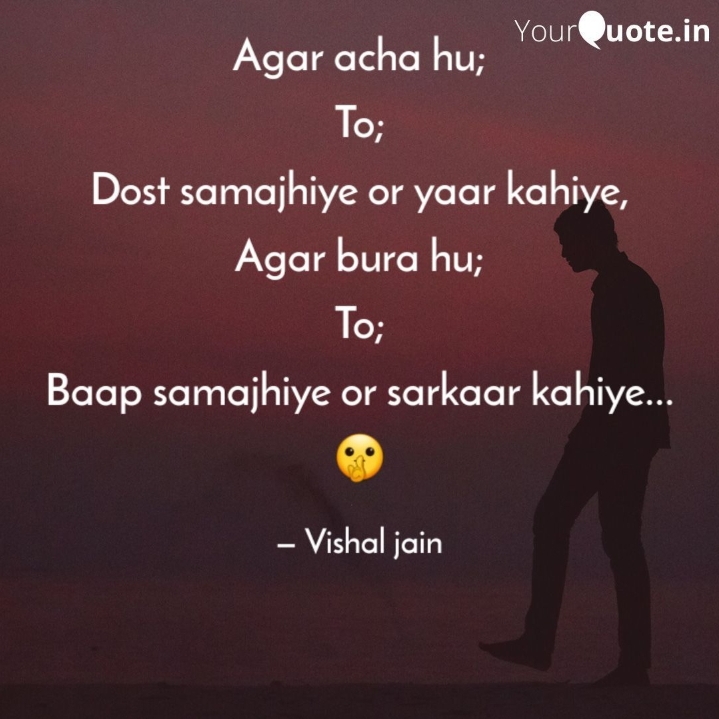 YourQuote.in
Agar acha hu;
To;
Dost samajhiye or yaar kahiye,
Agar bura hu;
To;
Baap samajhiye or sarkaar kahiye...
🤫
– Vishal jain